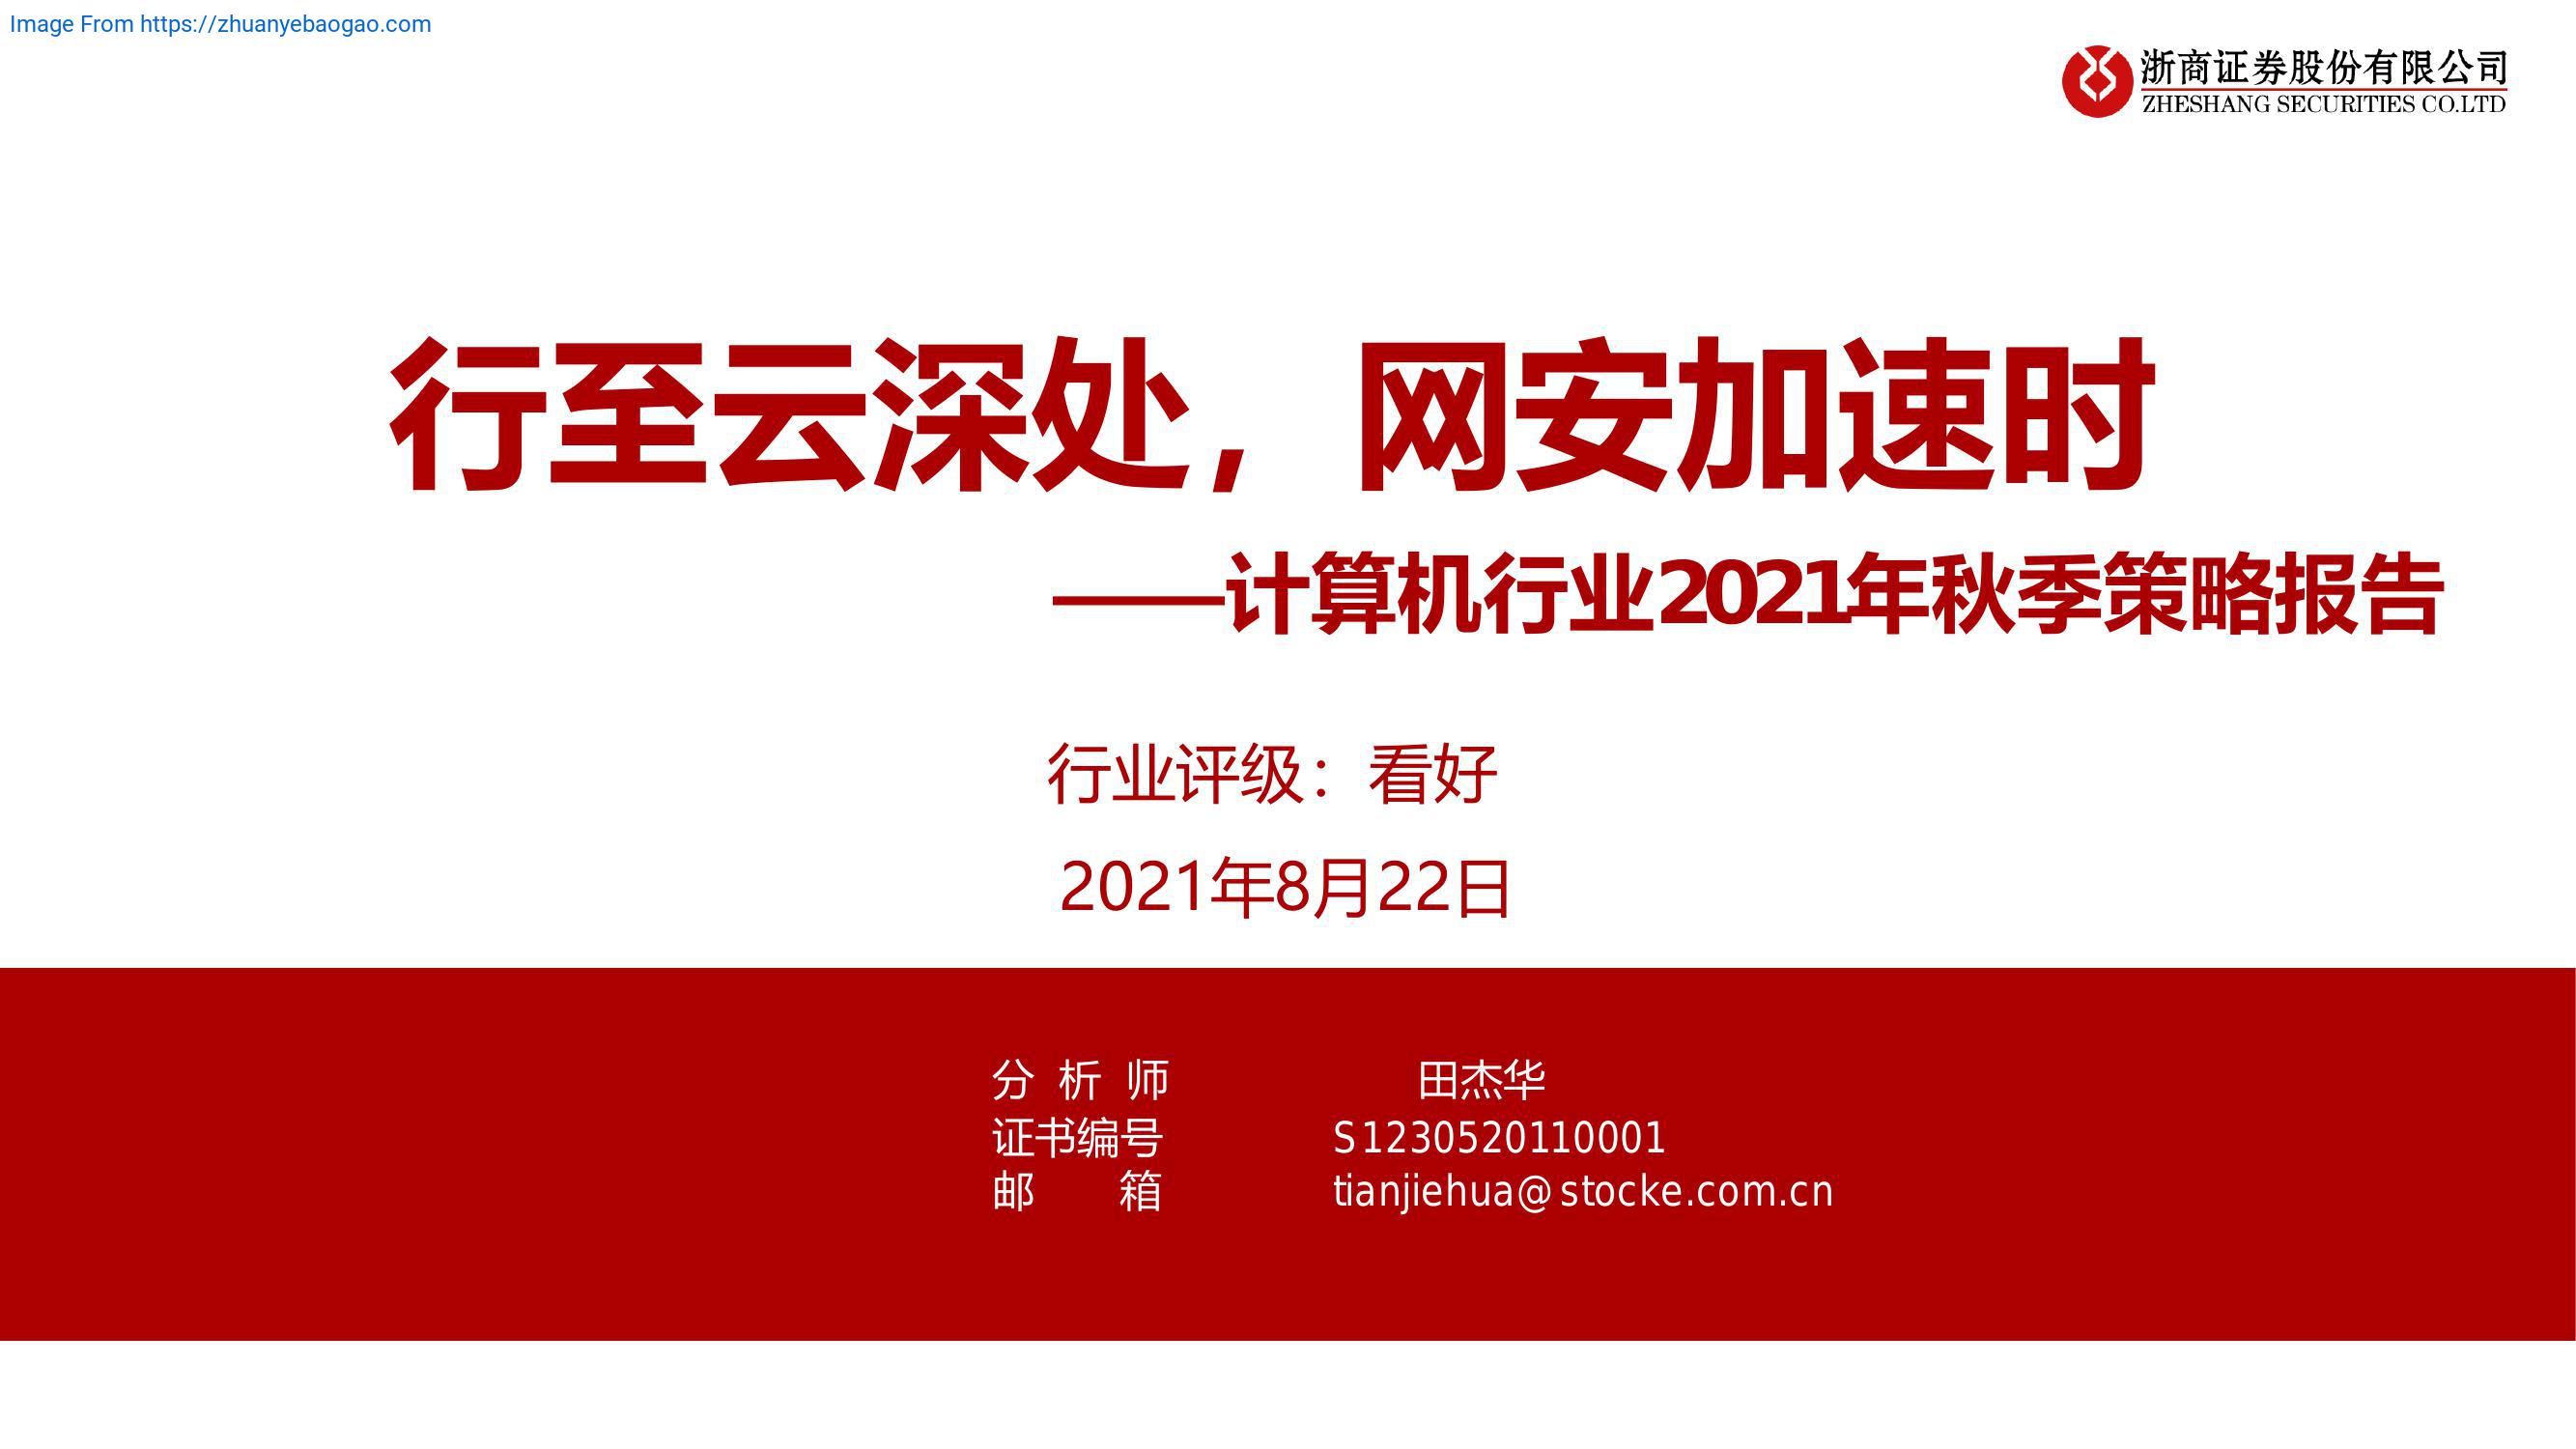 Image From https://zhuanyebaogao.com
浙商证券股份有限公司
ZHESHANG SECURITIES CO.LTD
行至云深处，网安加速时
——计算机行业2021年秋季策略报告
行业评级：看好
2021年8月22日
分 析 师 田杰华
证书编号 S1230520110001
邮 箱 tianjiehua@stocke.com.cn